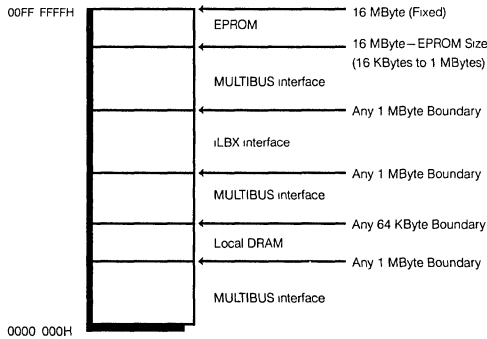 00FF FFFFH
16 MByte (Fixed)
EPROM
16 MByte—EPROM Size
(16 KBytes to 1 MBytes)
MULTIBUS interface
Any 1 MByte Boundary
iLBX interface
Any 1 MByte Boundary
MULTIBUS interface
Any 64 KByte Boundary
Local DRAM
Any 1 MByte Boundary
MULTIBUS interface
0000 000H